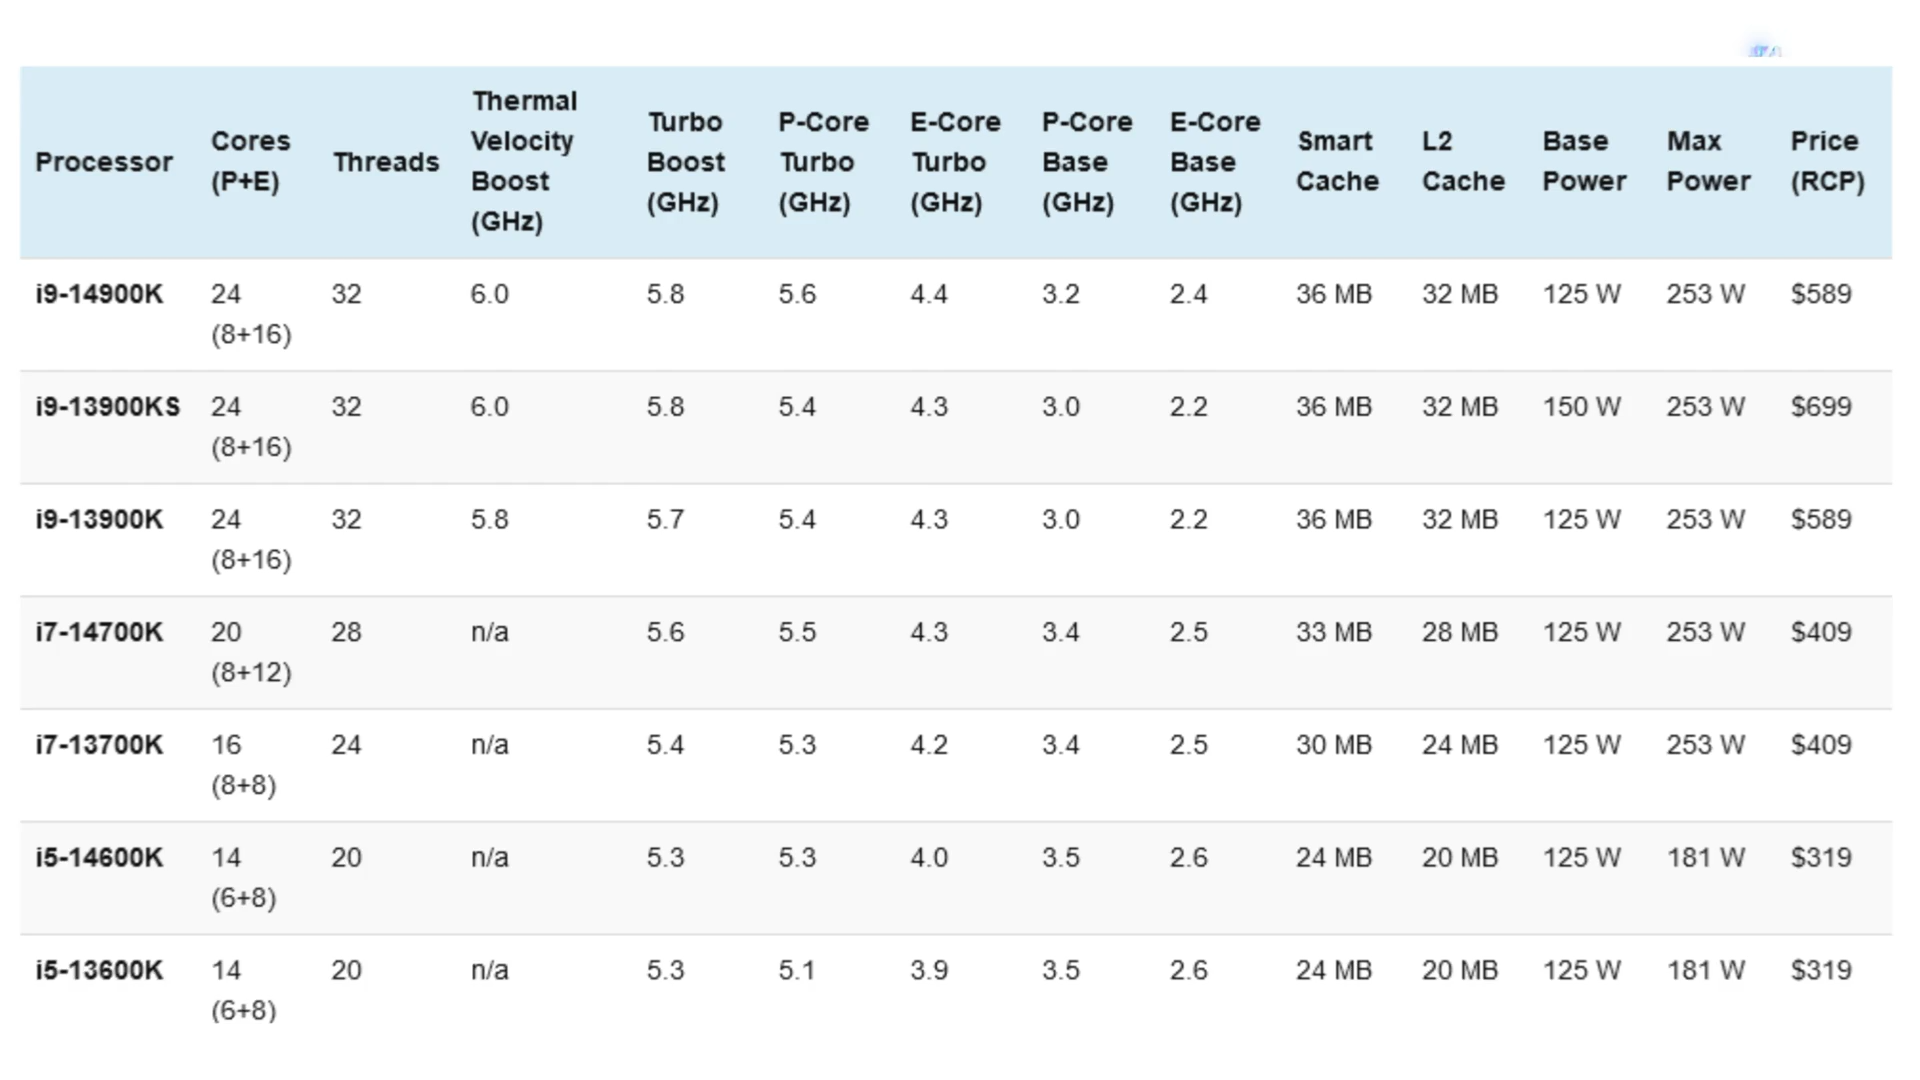 Processor Cores (P+E) Threads Thermal Velocity Boost (GHz) Turbo Boost (GHz) P-Core Turbo (GHz) E-Core Turbo (GHz) P-Core Base (GHz) E-Core Base (GHz) Smart Cache L2 Cache Base Power Max Power Price (RCP)
i9-14900K 24 (8+16) 32 6.0 5.8 5.6 4.4 3.2 2.4 36 MB 32 MB 125 W 253 W $589
i9-13900KS 24 (8+16) 32 6.0 5.8 5.4 4.3 3.0 2.2 36 MB 32 MB 150 W 253 W $699
i9-13900K 24 (8+16) 32 5.8 5.7 5.4 4.3 3.0 2.2 36 MB 32 MB 125 W 253 W $589
i7-14700K 20 (8+12) 28 n/a 5.6 5.5 4.3 3.4 2.5 33 MB 28 MB 125 W 253 W $409
i7-13700K 16 (8+8) 24 n/a 5.4 5.3 4.2 3.4 2.5 30 MB 24 MB 125 W 253 W $409
i5-14600K 14 (6+8) 20 n/a 5.3 5.3 4.0 3.5 2.6 24 MB 20 MB 125 W 181 W $319
i5-13600K 14 (6+8) 20 n/a 5.3 5.1 3.9 3.5 2.6 24 MB 20 MB 125 W 181 W $319